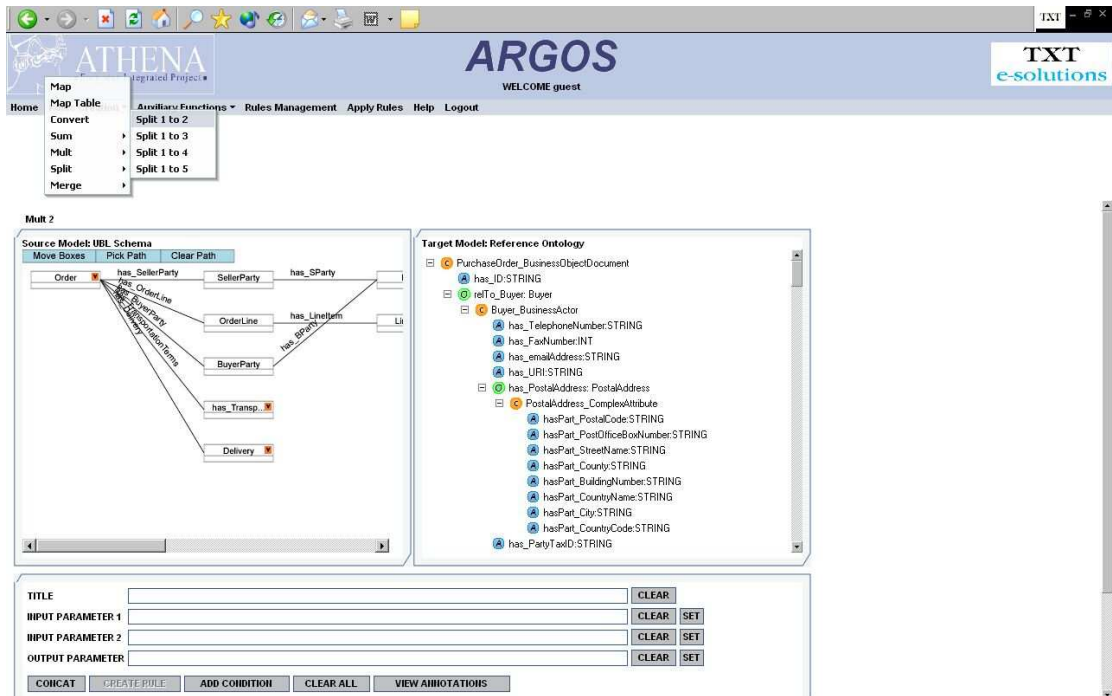 TXT
ATHENA
Integrated Project
ARGOS
WELCOME guest
TXT
e-solutions
Home Auxiliary Functions Rules Management Apply Rules Help Logout
Map
Map Table
Convert
Sum
Mult
Split
Merge
Split 1 to 2
Split 1 to 3
Split 1 to 4
Split 1 to 5
Mult 2
Source Model: UBL Schema
Move Boxes Pick Path Clear Path
Order
has_SellerParty
SellerParty
has_SParty
has_OrderLine
OrderLine
has_LineItem
Li
has_BuyerParty
BuyerParty
has_BParty
has_TransportationTerms
has_Transp...
has_Delivery
Delivery
Target Model: Reference Ontology
C PurchaseOrder_BusinessObjectDocument
A has_ID:STRING
O relTo_Buyer: Buyer
C Buyer_BusinessActor
A has_TelephoneNumber:STRING
A has_FaxNumber:INT
A has_emailAddress:STRING
A has_URI:STRING
O has_PostalAddress: PostalAddress
C PostalAddress_ComplexAttribute
A hasPart_PostalCode:STRING
A hasPart_PostOfficeBoxNumber:STRING
A hasPart_StreetName:STRING
A hasPart_County:STRING
A hasPart_BuildingNumber:STRING
A hasPart_CountryName:STRING
A hasPart_City:STRING
A hasPart_CountryCode:STRING
A has_PartyTaxID:STRING
TITLE CLEAR
INPUT PARAMETER 1 CLEAR SET
INPUT PARAMETER 2 CLEAR SET
OUTPUT PARAMETER CLEAR SET
CONCAT CREATE RULE ADD CONDITION CLEAR ALL VIEW ANNOTATIONS